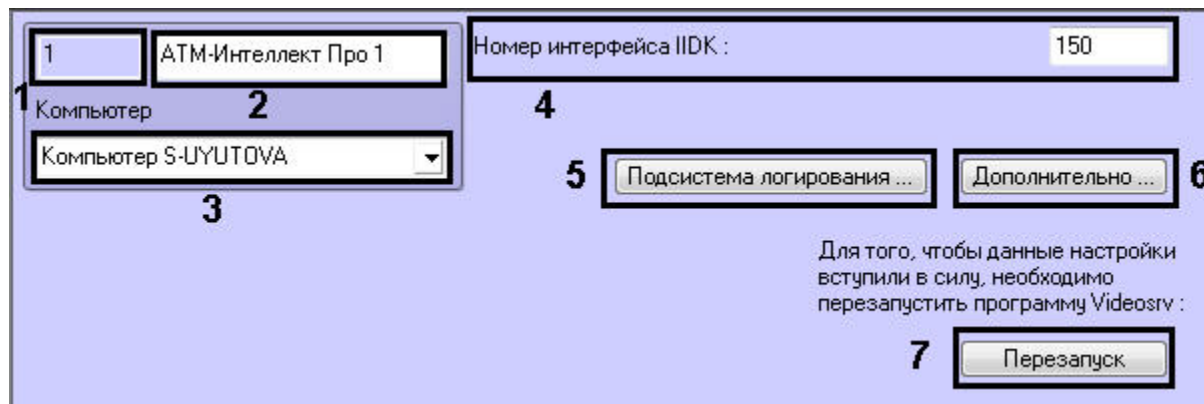 1
АТМ-Интеллект Про 1
Номер интерфейса IIDK :
150
1
Компьютер
2
4
Компьютер S-UYUTOVA
3
5
Подсистема логирования ...
Дополнительно ...
6
Для того, чтобы данные настройки
вступили в силу, необходимо
перезапустить программу Videosrv :
7
Перезапуск